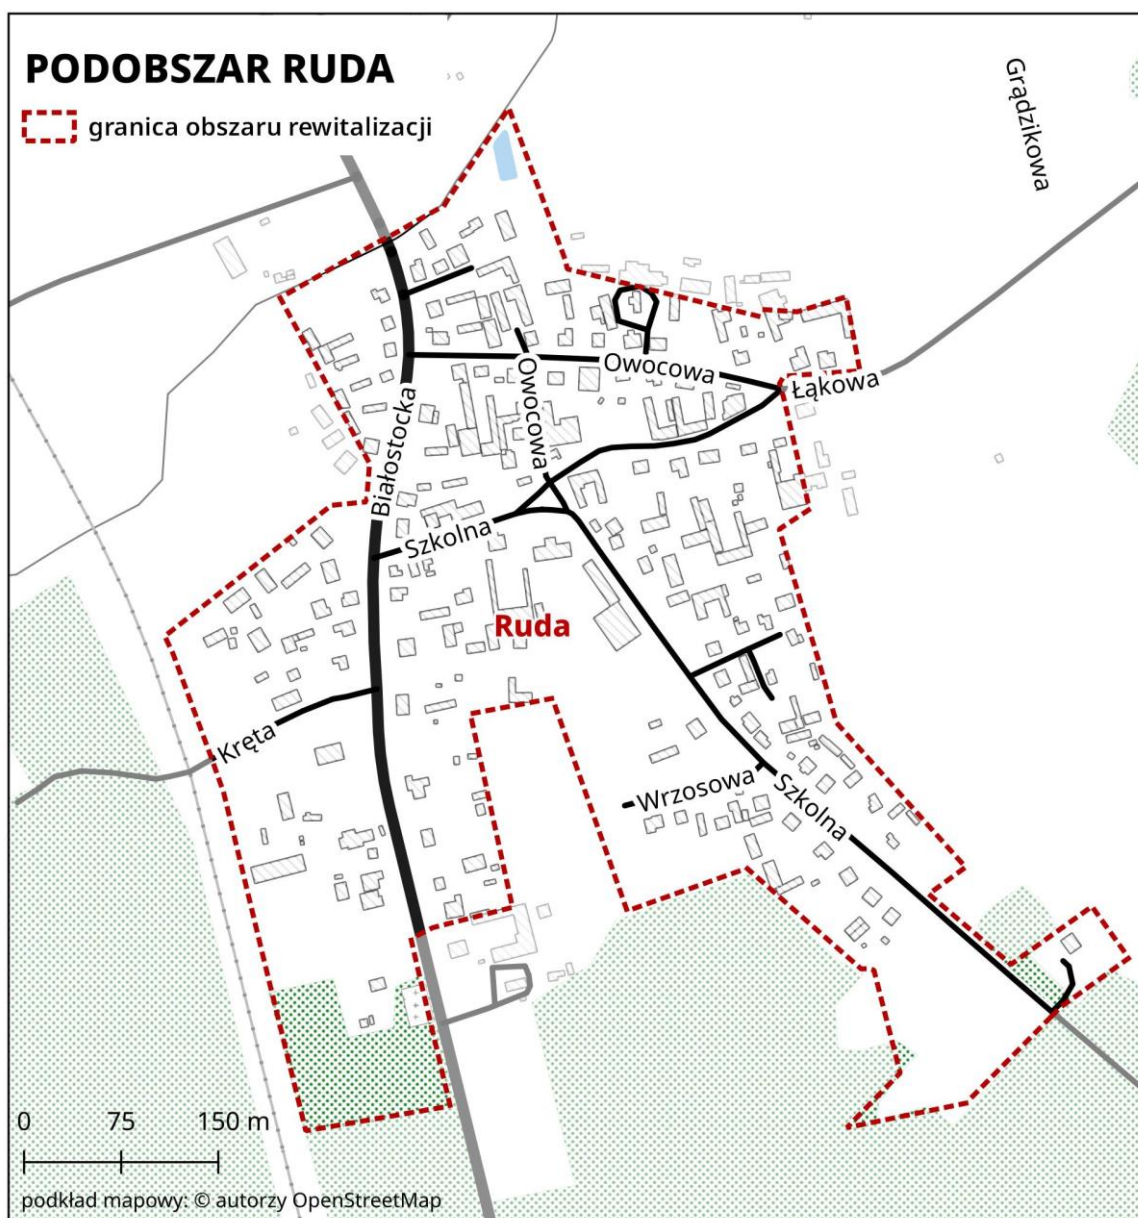 PODOBSZAR RUDA
granica obszaru rewitalizacji
Grądzikowa
Owocowa
Owocowa
Łąkowa
Białostocka
Szkolna
Ruda
Kręta
Wrzosowa
Szkolna
0 75 150 m
podkład mapowy: © autorzy OpenStreetMap